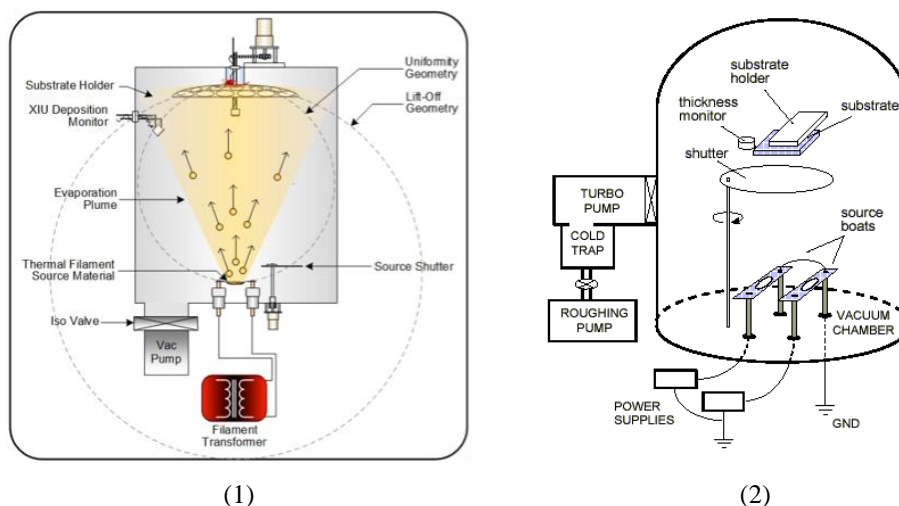 Substrate Holder
XIU Deposition
Monitor
Evaporation
Plume
Thermal Filament
Source Material
Iso Valve
Vac
Pump
Filament
Transformer
Uniformity
Geometry
Lift-Off
Geometry
Source Shutter
(1)
substrate
holder
thickness
monitor
substrate
shutter
TURBO
PUMP
COLD
TRAP
ROUGHING
PUMP
source
boats
VACUUM
CHAMBER
POWER
SUPPLIES
GND
(2)